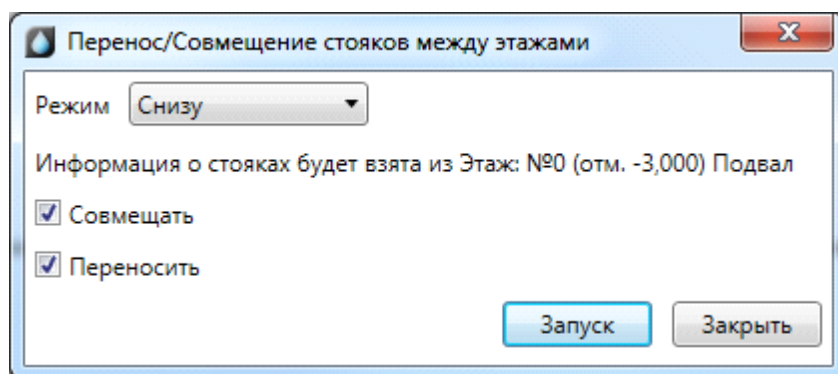 Перенос/Совмещение стояков между этажами
Режим Снизу
Информация о стояках будет взята из Этаж: №0 (отм. -3,000) Подвал
Совмещать
Переносить
Запуск Закрыть